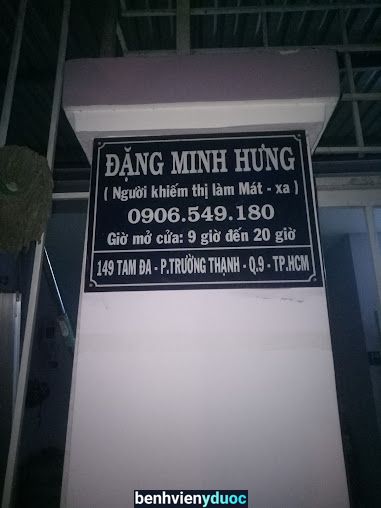 ĐẶNG MINH HƯNG
( Người khiếm thị làm Mát - xa )
0906.549.180
Giờ mở cửa: 9 giờ đến 20 giờ
149 TAM ĐA - P.TRƯỜNG THẠNH - Q.9 - TP.HCM
benhvienyduoc